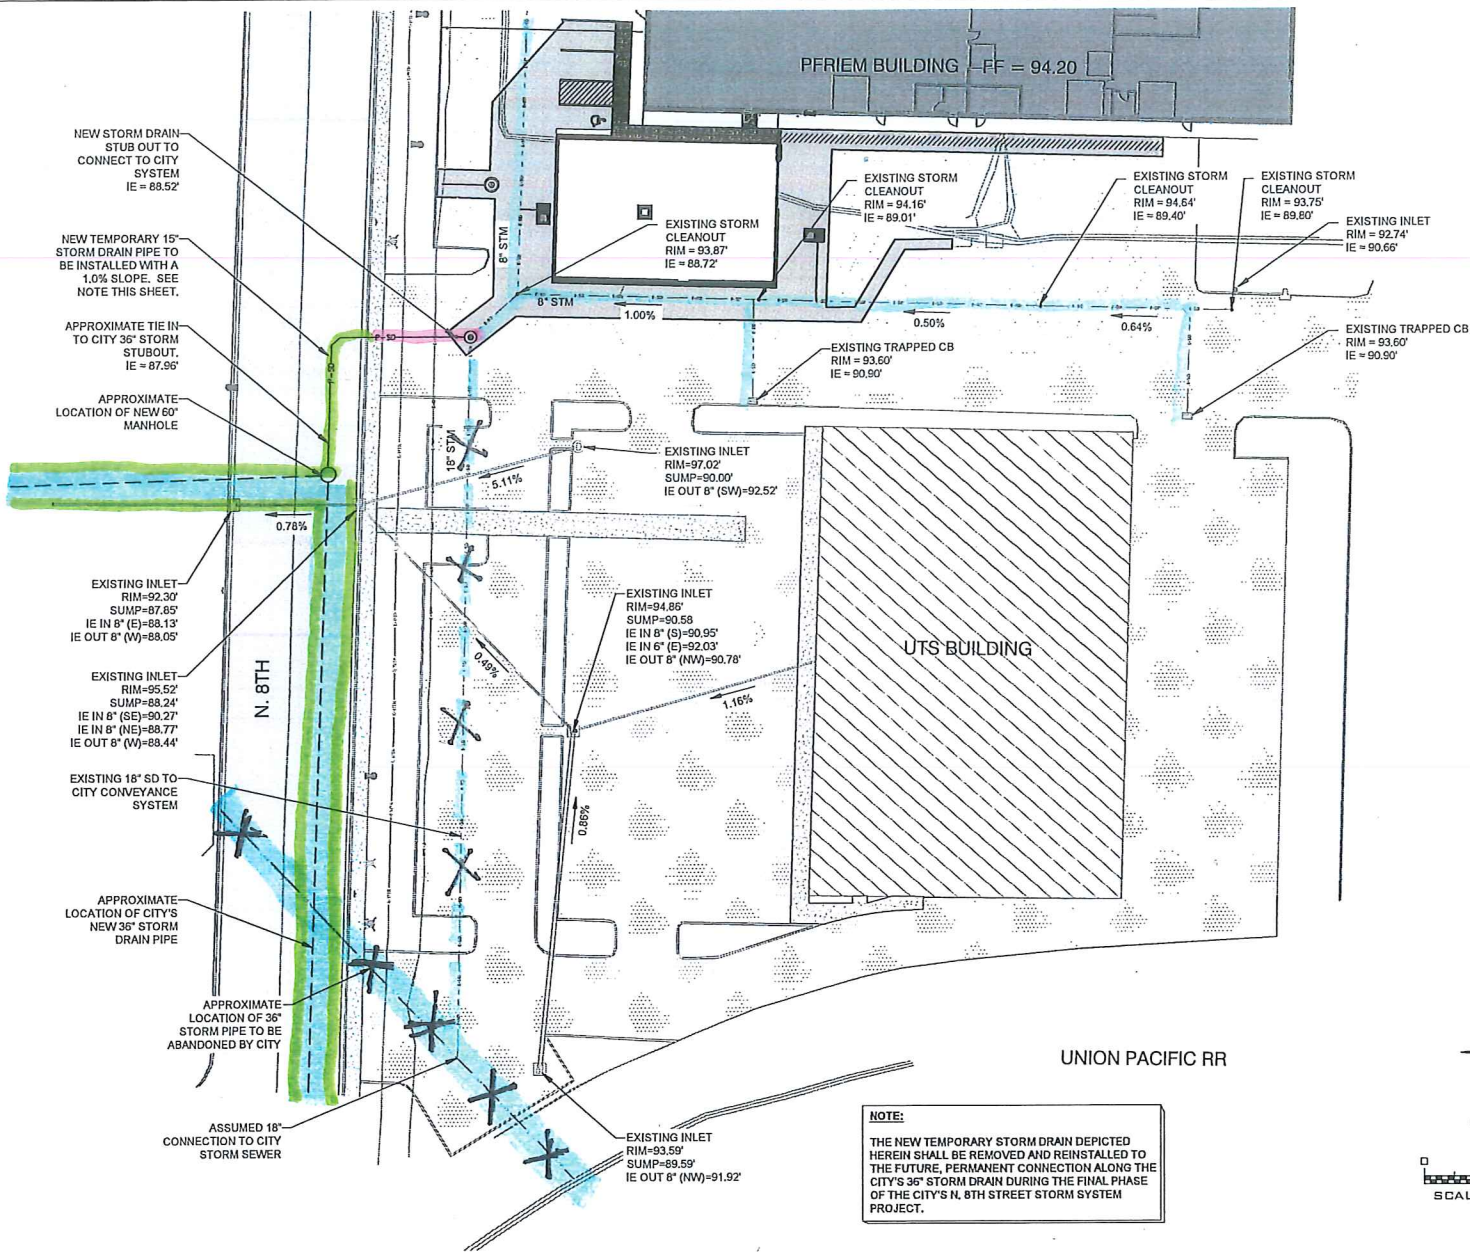 PFRIEM BUILDING FF = 94.20
NEW STORM DRAIN
STUB OUT TO
CONNECT TO CITY
SYSTEM
IE = 88.52'
NEW TEMPORARY 15"
STORM DRAIN PIPE TO
BE INSTALLED WITH A
1.0% SLOPE. SEE
NOTE THIS SHEET.
APPROXIMATE TIE IN
TO CITY 36" STORM
STUBOUT.
IE = 87.96'
APPROXIMATE
LOCATION OF NEW 60"
MANHOLE
8" STM
EXISTING STORM
CLEANOUT
RIM = 93.87'
IE = 88.72'
EXISTING STORM
CLEANOUT
RIM = 94.16'
IE = 89.01'
EXISTING STORM
CLEANOUT
RIM = 94.64'
IE = 89.40'
EXISTING STORM
CLEANOUT
RIM = 93.75'
IE = 89.80'
EXISTING INLET
RIM = 92.74'
IE = 90.66'
8" STM
1.00%
0.50%
0.64%
EXISTING TRAPPED CB
RIM = 93.60'
IE = 90.90'
EXISTING TRAPPED CB
RIM = 93.60'
IE = 90.90'
18" STM
EXISTING INLET
RIM=97.02'
SUMP=90.00'
IE OUT 8" (SW)=92.52'
5.11%
0.78%
EXISTING INLET
RIM=92.30'
SUMP=87.85'
IE IN 8" (E)=88.13'
IE OUT 8" (W)=88.05'
EXISTING INLET
RIM=95.52'
SUMP=88.24'
IE IN 8" (SE)=90.27'
IE IN 8" (NE)=88.77'
IE OUT 8" (W)=88.44'
N. 8TH
EXISTING INLET
RIM=94.86'
SUMP=90.58
IE IN 8" (S)=90.95'
IE IN 6" (E)=92.03'
IE OUT 8" (NW)=90.78'
0.49%
1.16%
0.86%
UTS BUILDING
EXISTING 18" SD TO
CITY CONVEYANCE
SYSTEM
APPROXIMATE
LOCATION OF CITY'S
NEW 36" STORM
DRAIN PIPE
APPROXIMATE
LOCATION OF 36"
STORM PIPE TO BE
ABANDONED BY CITY
ASSUMED 18"
CONNECTION TO CITY
STORM SEWER
EXISTING INLET
RIM=93.59'
SUMP=89.59'
IE OUT 8" (NW)=91.92'
UNION PACIFIC RR
NOTE:
THE NEW TEMPORARY STORM DRAIN DEPICTED
HEREIN SHALL BE REMOVED AND REINSTALLED TO
THE FUTURE, PERMANENT CONNECTION ALONG THE
CITY'S 36" STORM DRAIN DURING THE FINAL PHASE
OF THE CITY'S N. 8TH STREET STORM SYSTEM
PROJECT.
0
SCAL